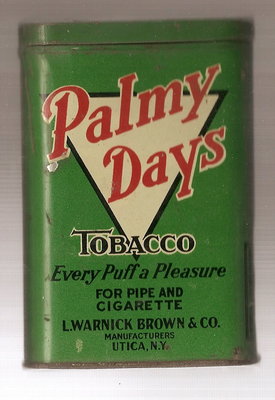 Palmy
Days
TOBACCO
Every Puff a Pleasure
FOR PIPE AND
CIGARETTE
L. WARNICK BROWN & CO.
MANUFACTURERS
UTICA, N.Y.